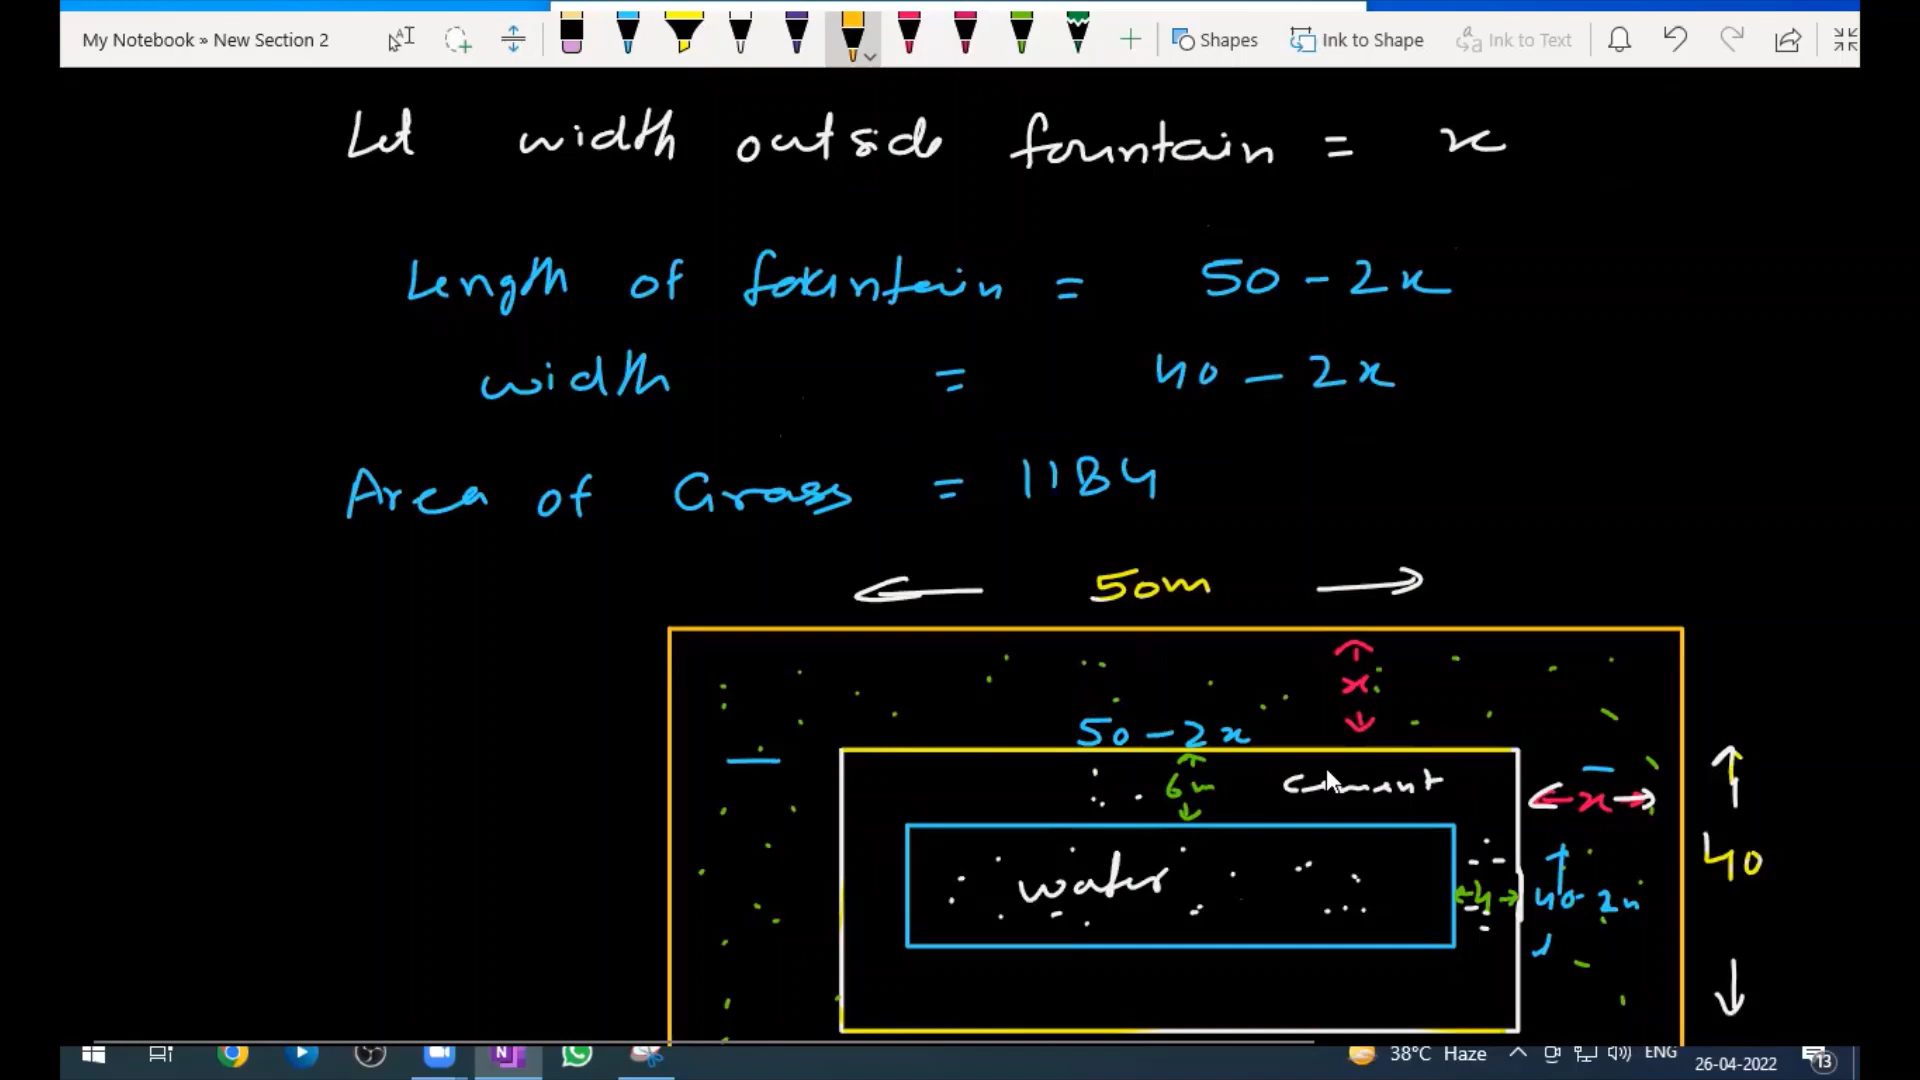 My Notebook » New Section 2
Shapes
Ink to Shape
Ink to Text
Let width outside fountain = x
Length of fountain = 50 - 2x
width = 40 - 2x
Area of Grass = 1184
50m
x
50 - 2x
6m
cement
x
40
water
4
40 - 2x
38°C Haze
ENG
26-04-2022
13